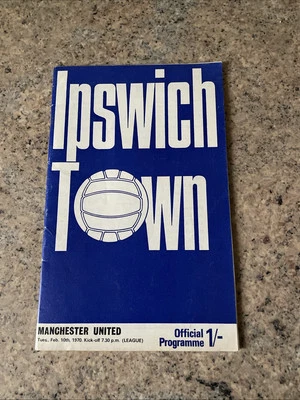 Ipswich
Town
MANCHESTER UNITED
Tues., Feb. 10th, 1970. Kick-off 7.30 p.m. (LEAGUE)
Official
Programme 1/-